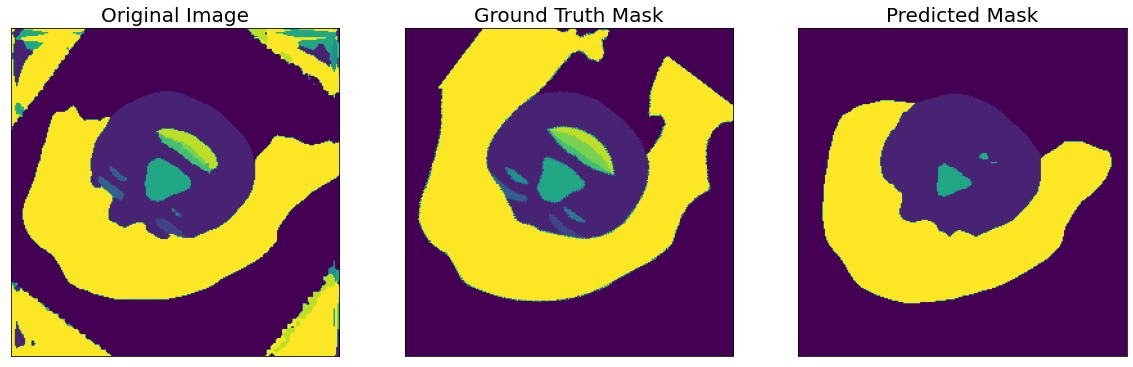 Original Image
Ground Truth Mask
Predicted Mask